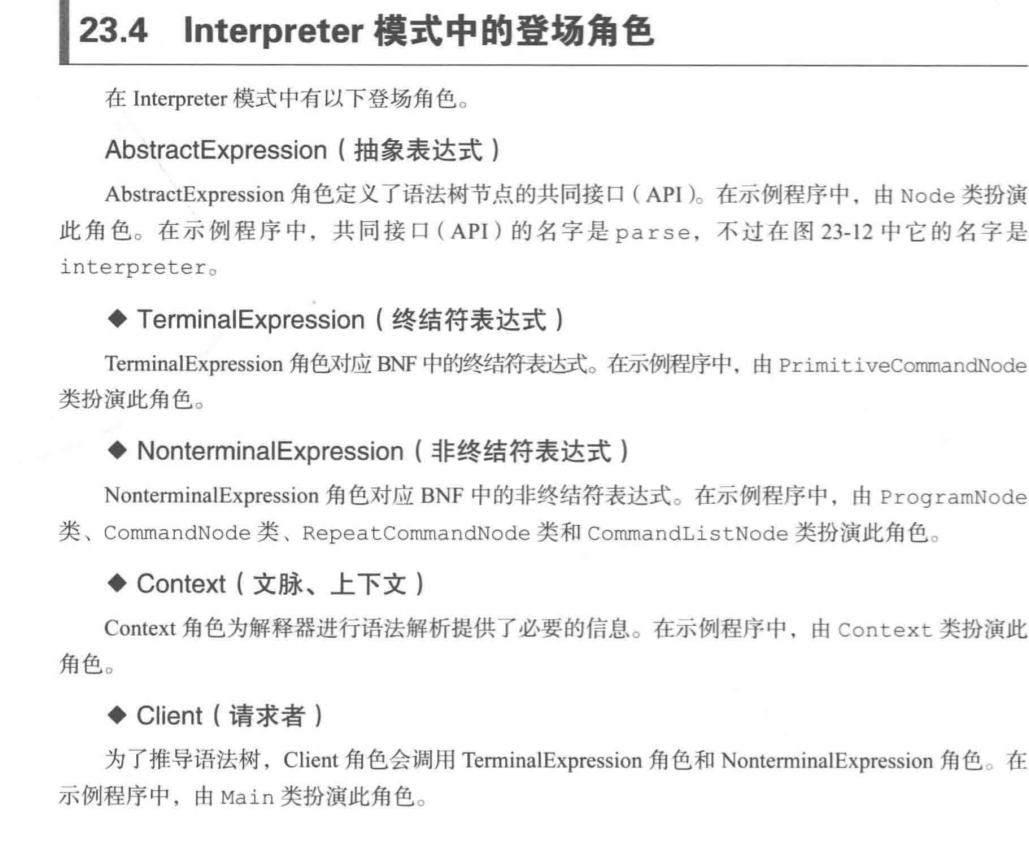 23.4 Interpreter 模式中的登场角色
在 Interpreter 模式中有以下登场角色。
AbstractExpression（抽象表达式）
AbstractExpression 角色定义了语法树节点的共同接口（API）。在示例程序中，由 Node 类扮演
此角色。在示例程序中，共同接口（API）的名字是 parse，不过在图 23-12 中它的名字是
interpreter。
◆ TerminalExpression（终结符表达式）
TerminalExpression 角色对应 BNF 中的终结符表达式。在示例程序中，由 PrimitiveCommandNode
类扮演此角色。
◆ NonterminalExpression（非终结符表达式）
NonterminalExpression 角色对应 BNF 中的非终结符表达式。在示例程序中，由 ProgramNode
类、CommandNode 类、RepeatCommandNode 类和 CommandListNode 类扮演此角色。
◆ Context（文脉、上下文）
Context 角色为解释器进行语法解析提供了必要的信息。在示例程序中，由 Context 类扮演此
角色。
◆ Client（请求者）
为了推导语法树，Client 角色会调用 TerminalExpression 角色和 NonterminalExpression 角色。在
示例程序中，由 Main 类扮演此角色。